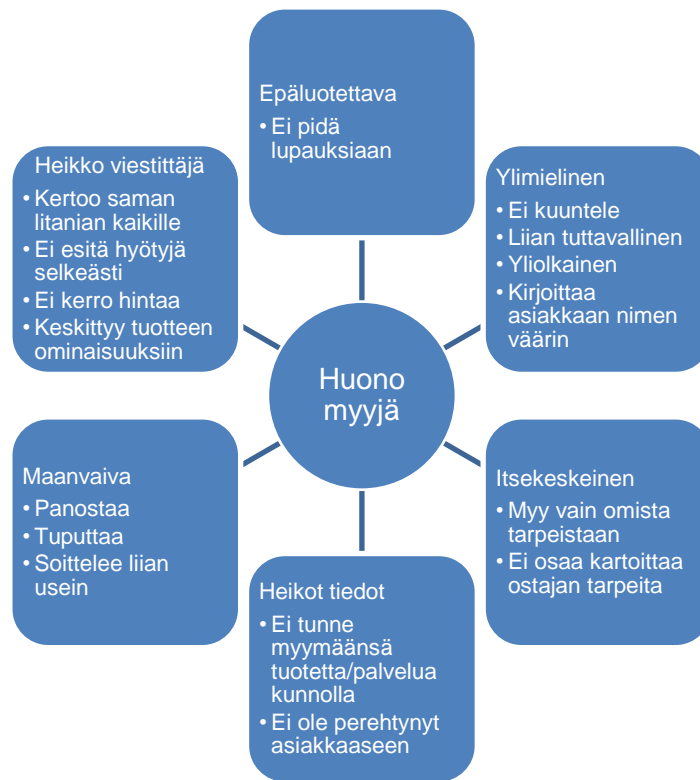 Epäluotettava
• Ei pidä
lupauksiaan
Ylimielinen
• Ei kuuntele
• Liian tuttavallinen
• Yliolkainen
• Kirjoittaa
asiakkaan nimen
väärin
Itsekeskeinen
• Myy vain omista
tarpeistaan
• Ei osaa kartoittaa
ostajan tarpeita
Heikot tiedot
• Ei tunne
myymäänsä
tuotetta/palvelua
kunnolla
• Ei ole perehtynyt
asiakkaaseen
Maanvaiva
• Panostaa
• Tuputtaa
• Soittelee liian
usein
Heikko viestittäjä
• Kertoo saman
litanian kaikille
• Ei esitä hyötyjä
selkeästi
• Ei kerro hintaa
• Keskittyy tuotteen
ominaisuuksiin
Huono
myyjä